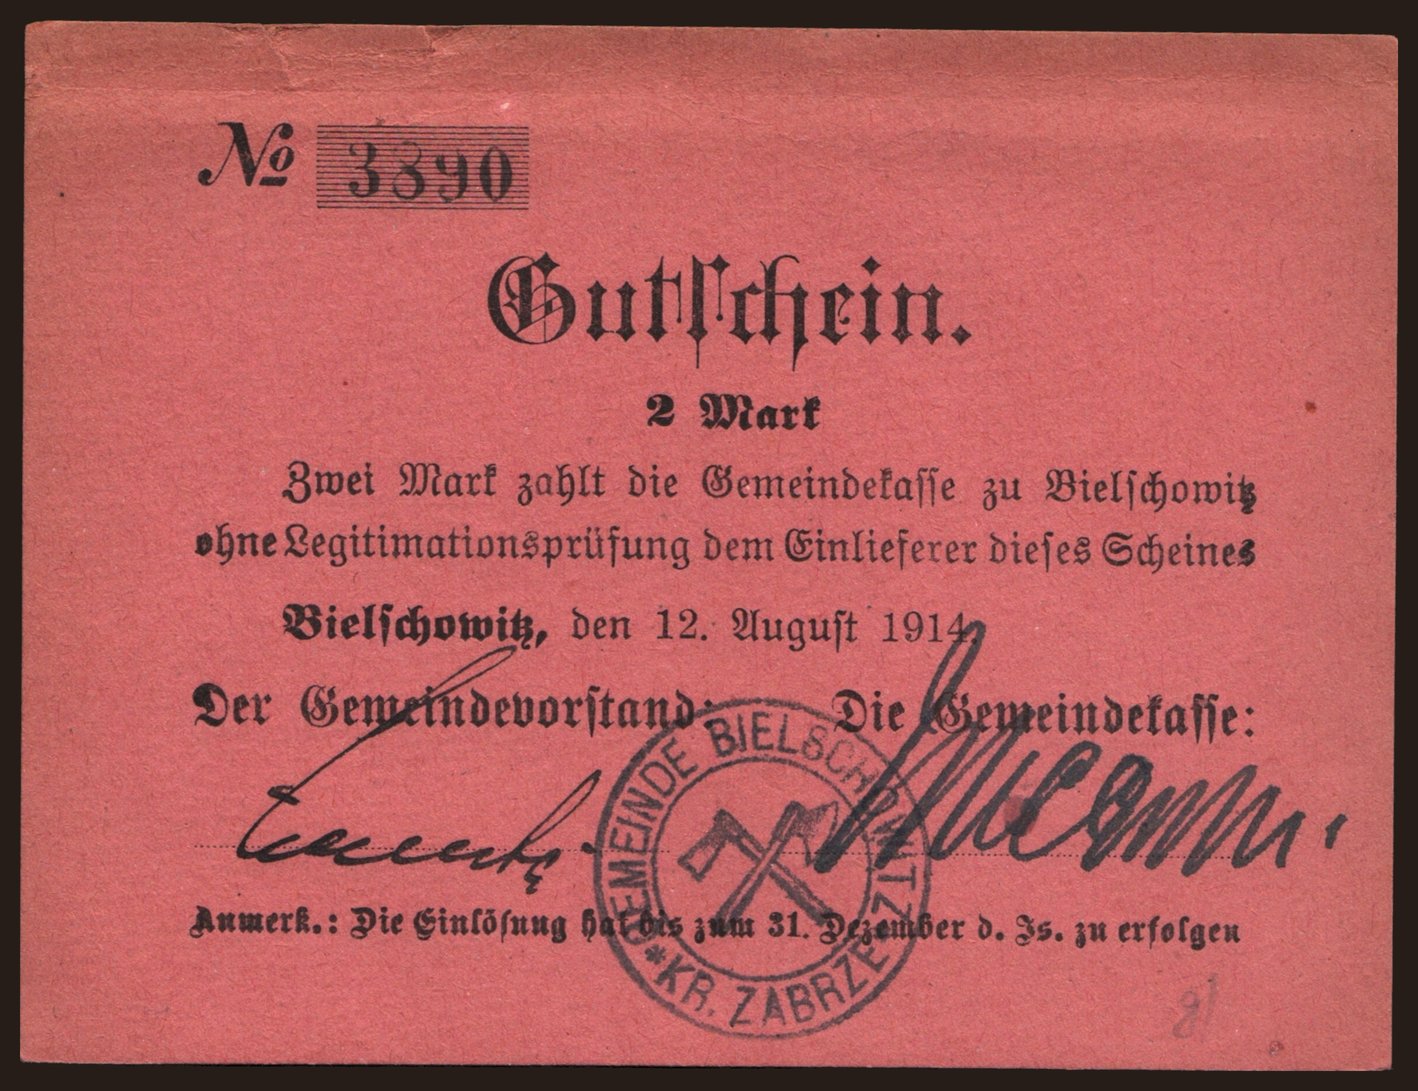 No 3890
Gutschein.
2 Mark
Zwei Mark zahlt die Gemeindekasse zu Bielschowitz
ohne Legitimationsprüfung dem Einlieferer dieses Scheines
Bielschowitz, den 12. August 1914.
Der Gemeindevorstand: Die Gemeindekasse:
GEMEINDE BIELSCHOWITZ
* KR. ZABRZE *
Anmerk.: Die Einlösung hat bis zum 31. Dezember d. Js. zu erfolgen